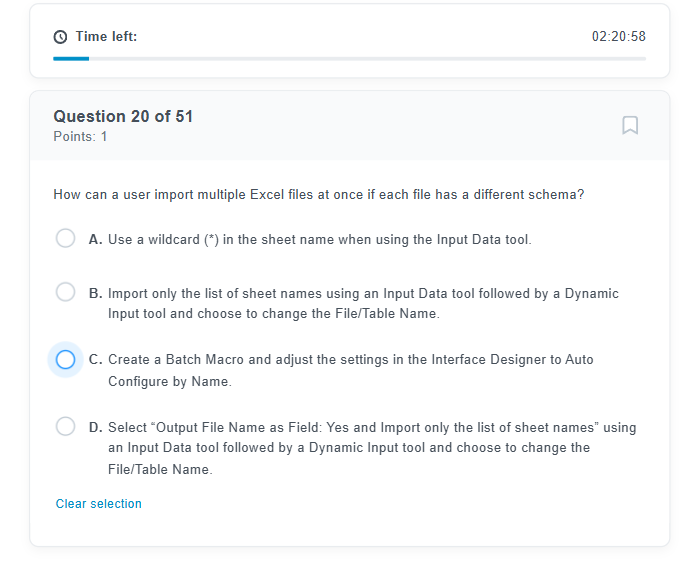 Time left:
02:20:58
Question 20 of 51
Points: 1
How can a user import multiple Excel files at once if each file has a different schema?
A. Use a wildcard (*) in the sheet name when using the Input Data tool.
B. Import only the list of sheet names using an Input Data tool followed by a Dynamic
Input tool and choose to change the File/Table Name.
C. Create a Batch Macro and adjust the settings in the Interface Designer to Auto
Configure by Name.
D. Select “Output File Name as Field: Yes and Import only the list of sheet names” using
an Input Data tool followed by a Dynamic Input tool and choose to change the
File/Table Name.
Clear selection